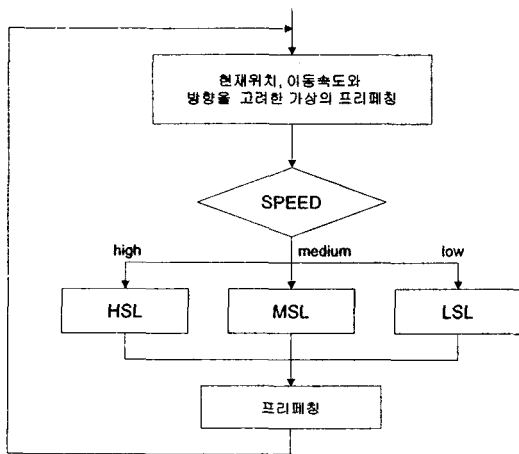 현재위치, 이동속도와
방향을 고려한 가상의 프리페칭
SPEED
high
medium
low
HSL
MSL
LSL
프리페칭